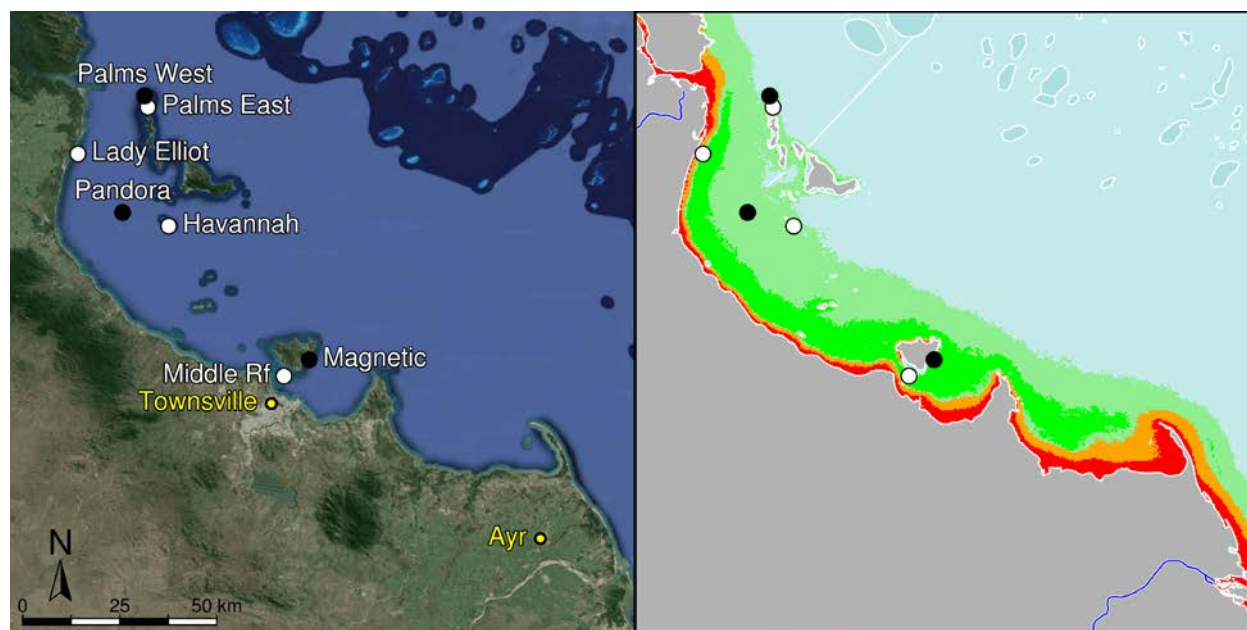 Palms West
Palms East
Lady Elliot
Pandora
Havannah
Magnetic
Middle Rf
Townsville
Ayr
N
0 25 50 km